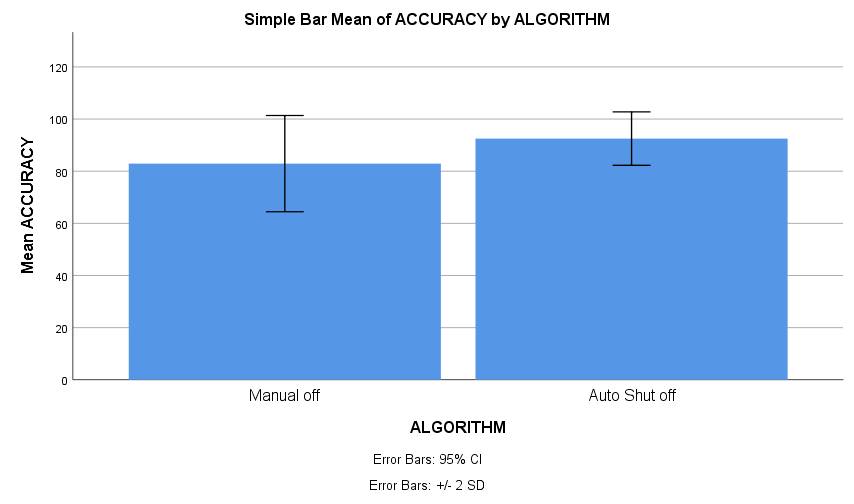 Simple Bar Mean of ACCURACY by ALGORITHM
Mean ACCURACY
120
100
80
60
40
20
0
Manual off
Auto Shut off
ALGORITHM
Error Bars: 95% CI
Error Bars: +/- 2 SD